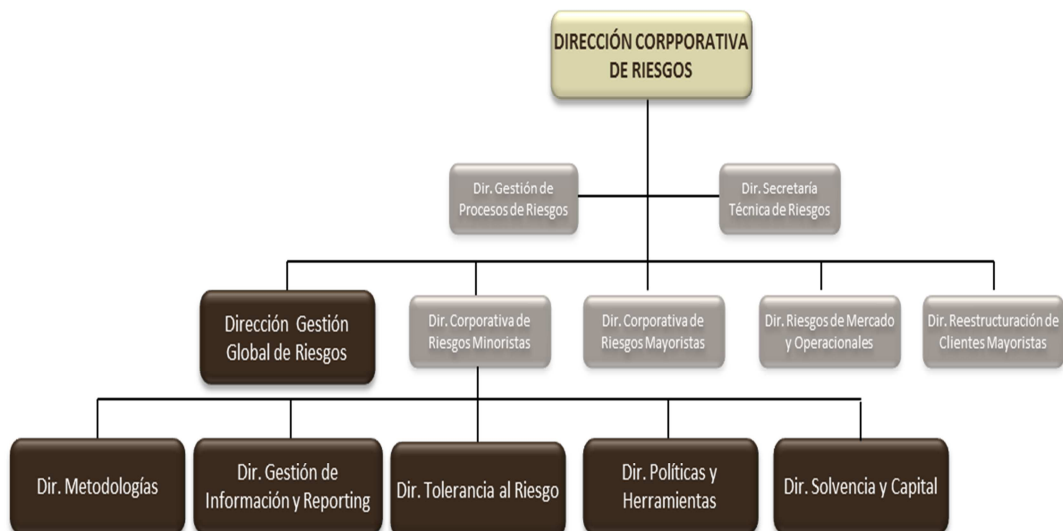 DIRECCIÓN CORPPORATIVA
DE RIESGOS
Dir. Gestión de
Procesos de Riesgos
Dir. Secretaría
Técnica de Riesgos
Dirección Gestión
Global de Riesgos
Dir. Corporativa de
Riesgos Minoristas
Dir. Corporativa de
Riesgos Mayoristas
Dir. Riesgos de Mercado
y Operacionales
Dir. Reestructuración de
Clientes Mayoristas
Dir. Metodologías
Dir. Gestión de
Información y Reporting
Dir. Tolerancia al Riesgo
Dir. Políticas y
Herramientas
Dir. Solvencia y Capital